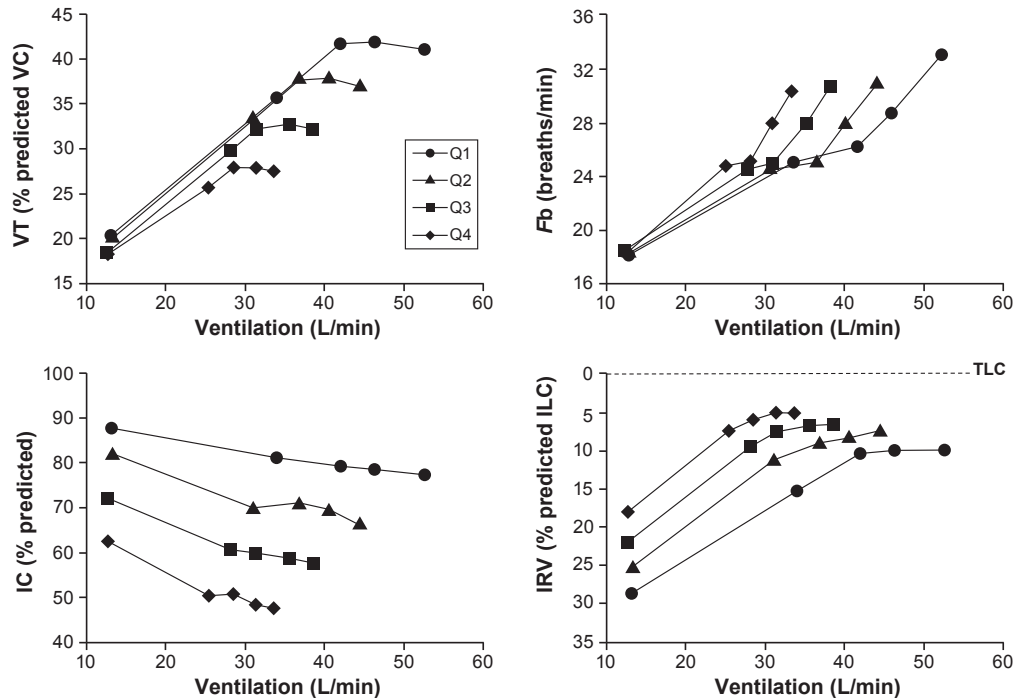 45
40
35
30
25
20
15
10 20 30 40 50 60
VT (% predicted VC)
Ventilation (L/min)
Q1
Q2
Q3
Q4
36
32
28
24
20
16
10 20 30 40 50 60
Fb (breaths/min)
Ventilation (L/min)
100
90
80
70
60
50
40
10 20 30 40 50 60
IC (% predicted)
Ventilation (L/min)
0
5
10
15
20
25
30
35
10 20 30 40 50 60
IRV (% predicted ILC)
TLC
Ventilation (L/min)